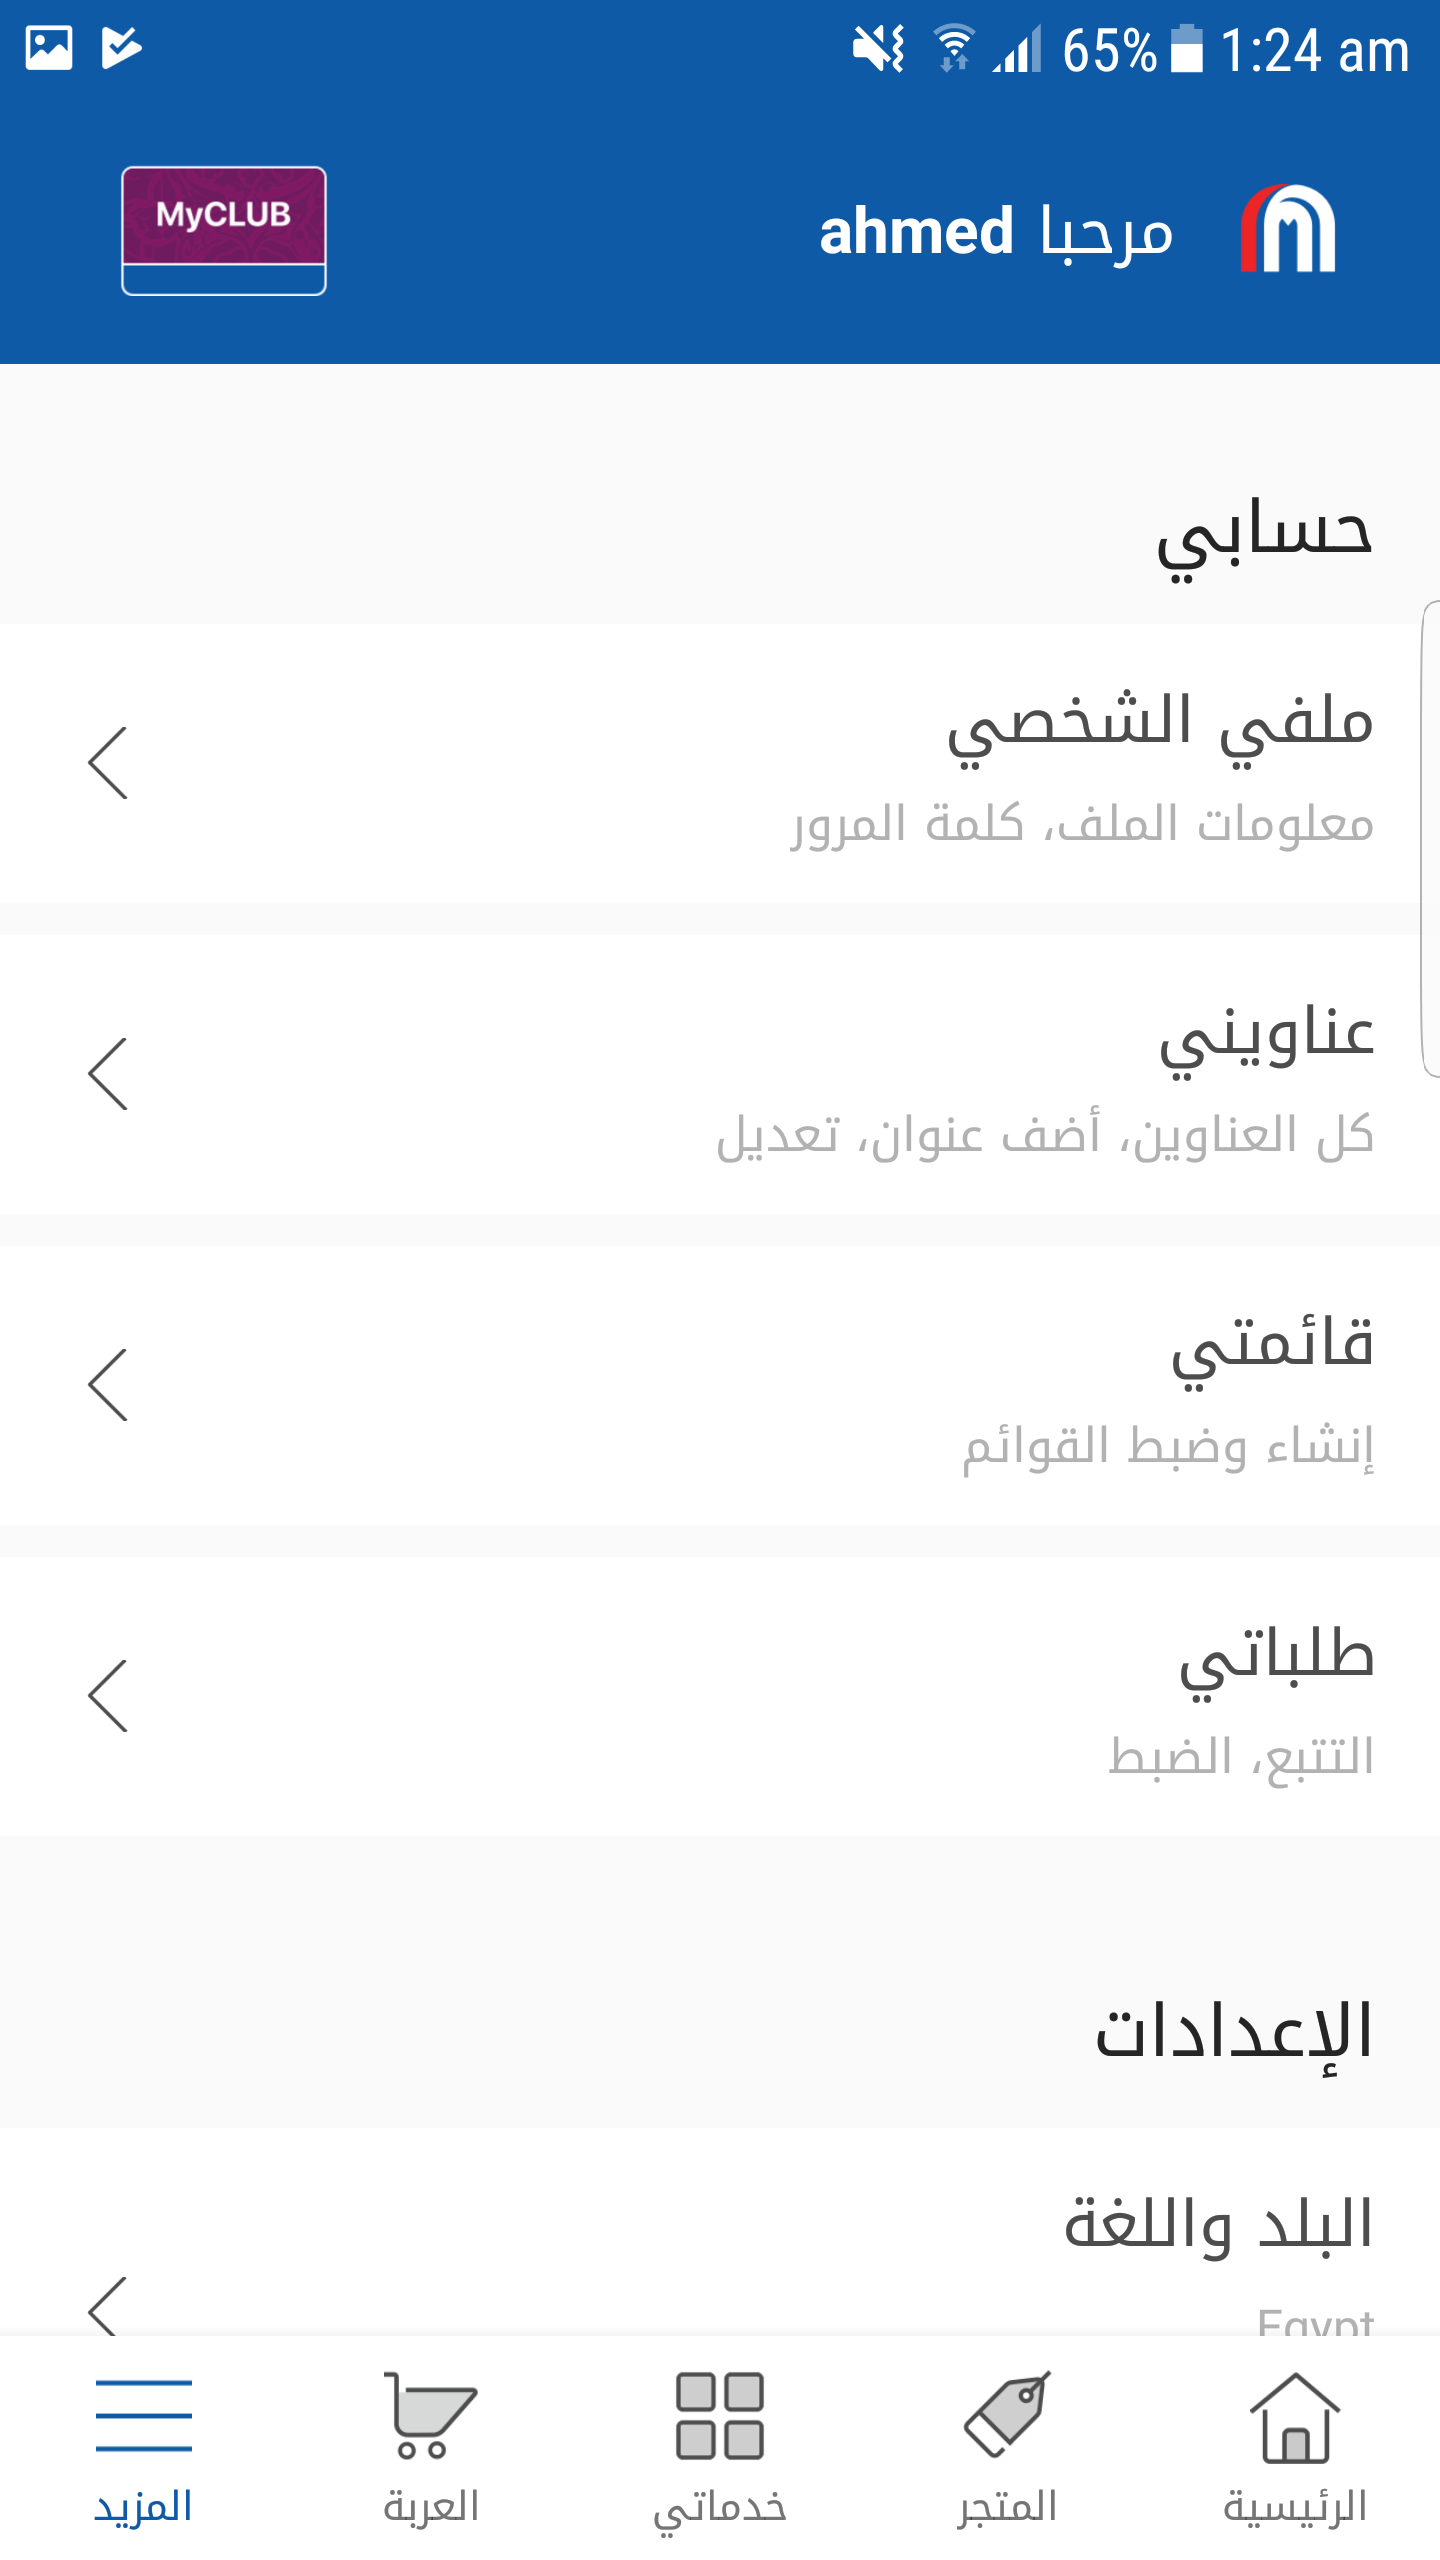 65% 1:24 am
مرحبا ahmed
MyCLUB
حسابي
ملفي الشخصي
معلومات الملف، كلمة المرور
عناويني
كل العناوين، أضف عنوان، تعديل
قائمتي
إنشاء وضبط القوائم
طلباتي
التتبع، الضبط
الإعدادات
البلد واللغة
Egypt
الرئيسية
المتجر
خدماتي
العربة
المزيد